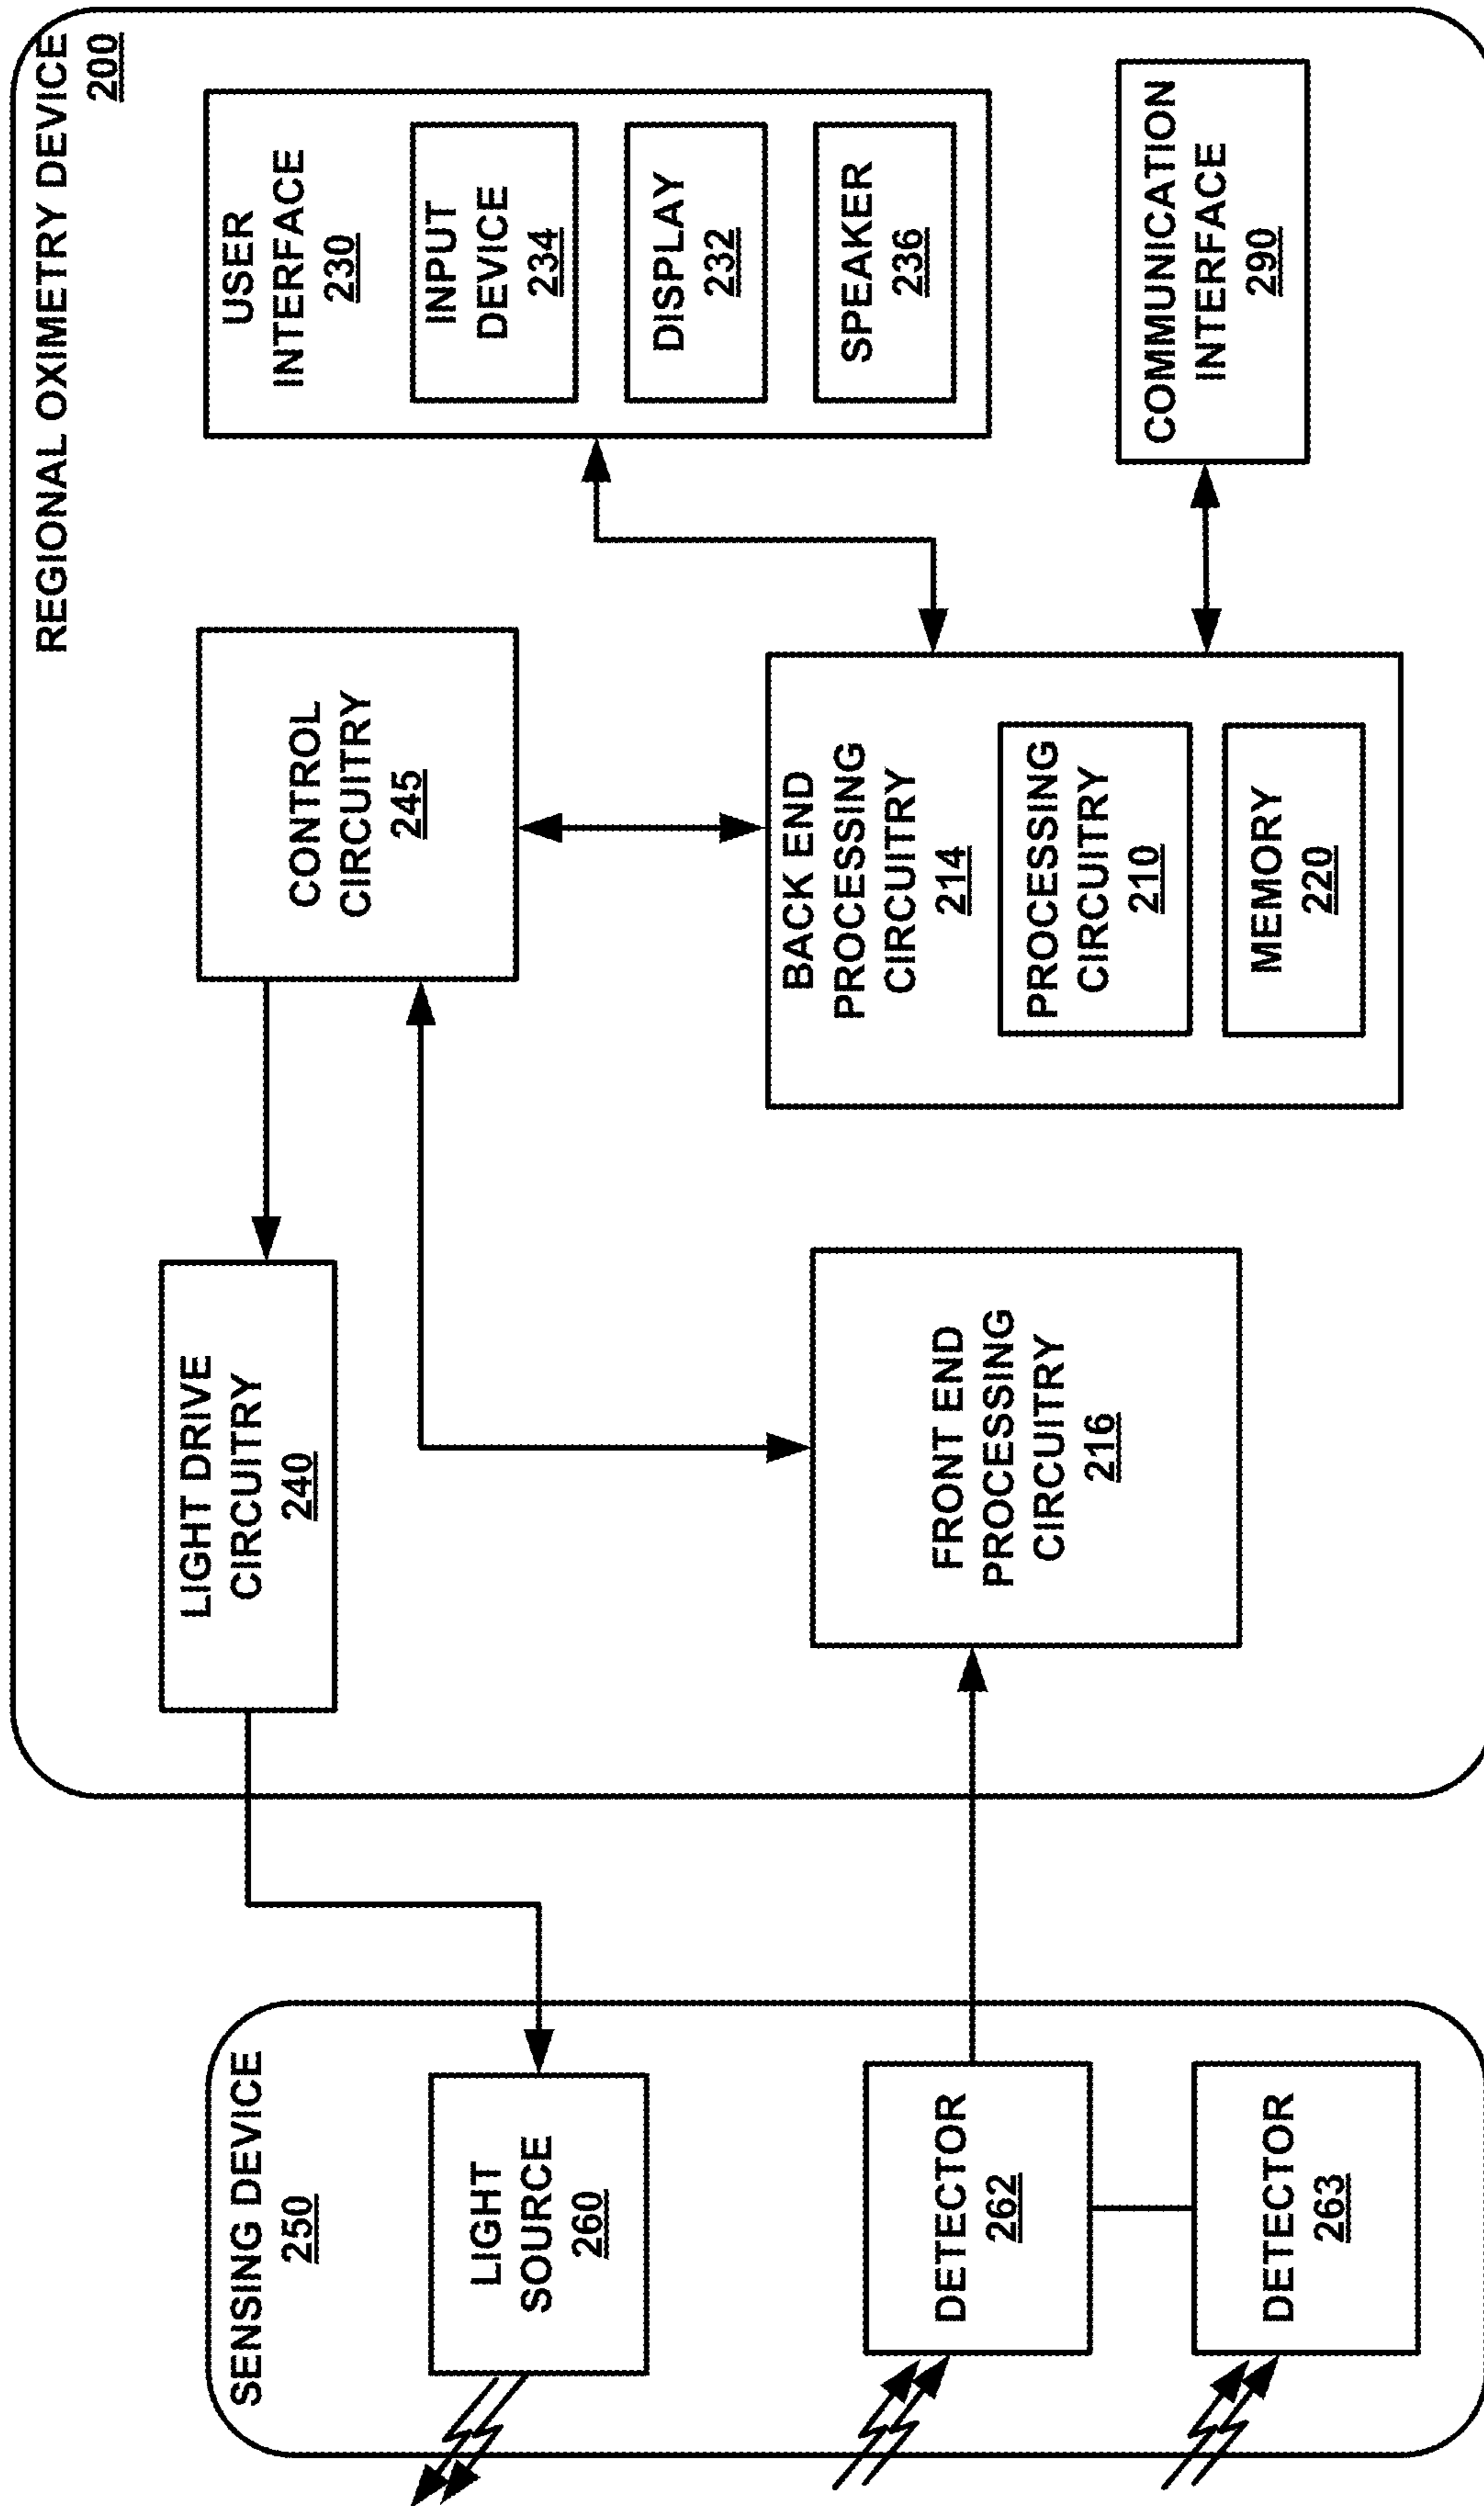 REGIONAL OXIMETRY DEVICE
200
SENSING DEVICE
250
LIGHT
SOURCE
260
DETECTOR
262
DETECTOR
263
LIGHT DRIVE
CIRCUITRY
240
FRONT END
PROCESSING
CIRCUITRY
216
CONTROL
CIRCUITRY
245
BACK END
PROCESSING
CIRCUITRY
214
PROCESSING
CIRCUITRY
210
MEMORY
220
USER
INTERFACE
230
INPUT
DEVICE
234
DISPLAY
232
SPEAKER
236
COMMUNICATION
INTERFACE
290